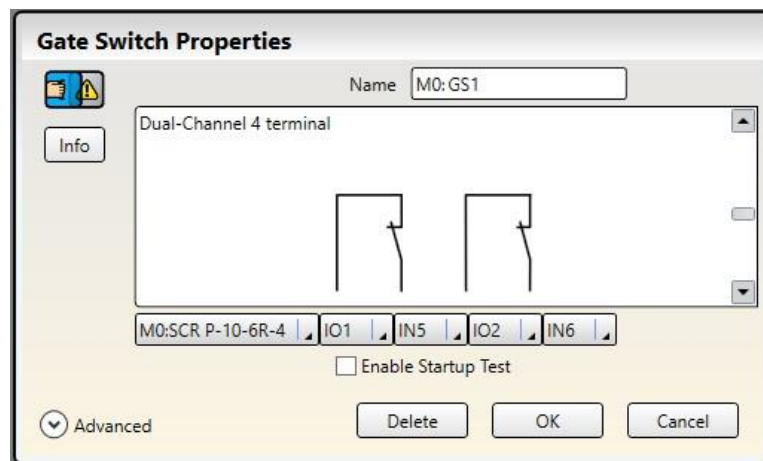 Gate Switch Properties
Name M0:GS1
Info
Dual-Channel 4 terminal
M0:SCR P-10-6R-4 IO1 IN5 IO2 IN6
Enable Startup Test
Advanced Delete OK Cancel